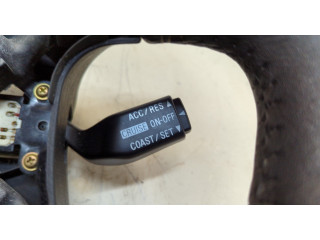 ACC/RES ▲
CRUISE ON-OFF
COAST/SET ▼